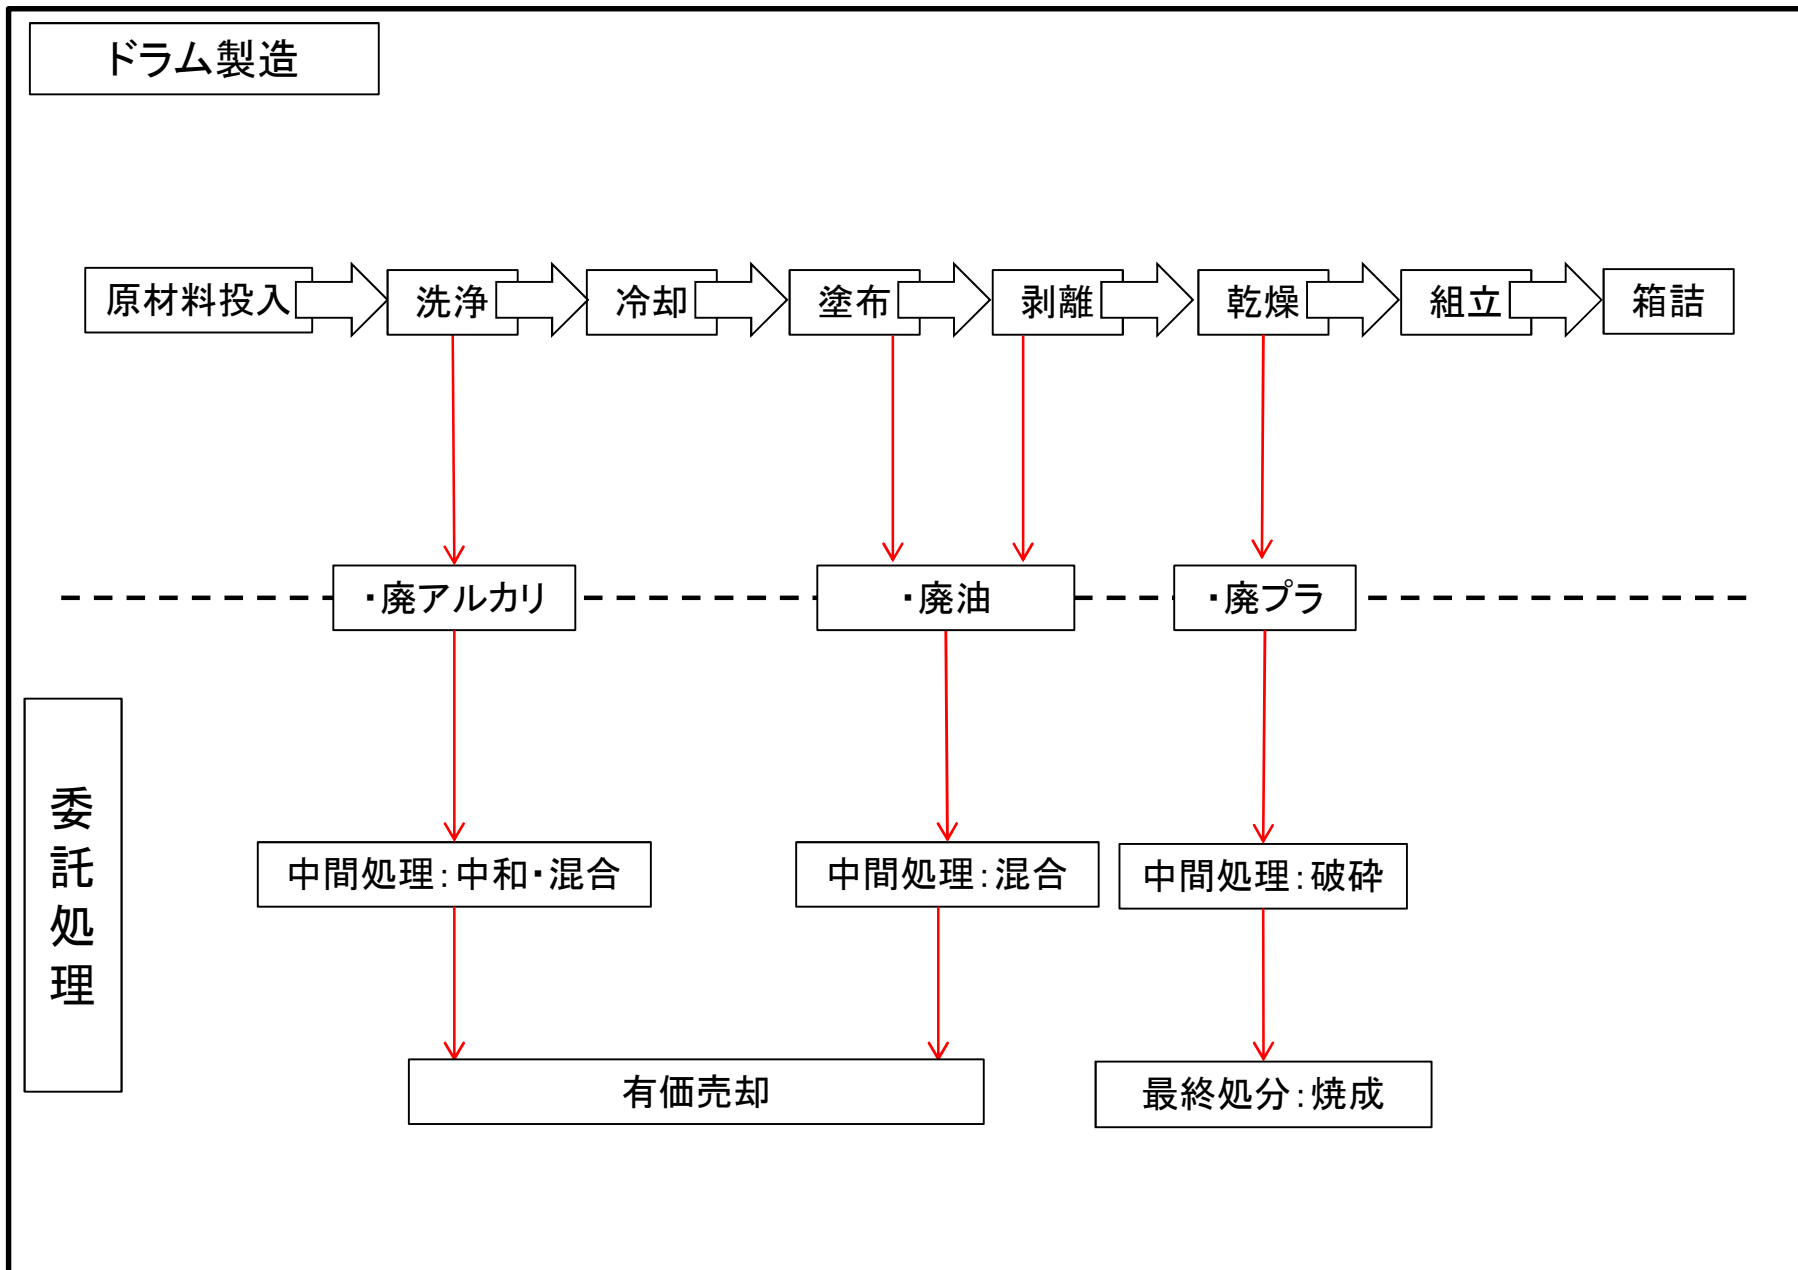 ドラム製造
原材料投入
洗浄
冷却
塗布
剥離
乾燥
組立
箱詰
・廃アルカリ
・廃油
・廃プラ
委託処理
中間処理：中和・混合
中間処理：混合
中間処理：破砕
有価売却
最終処分：焼成